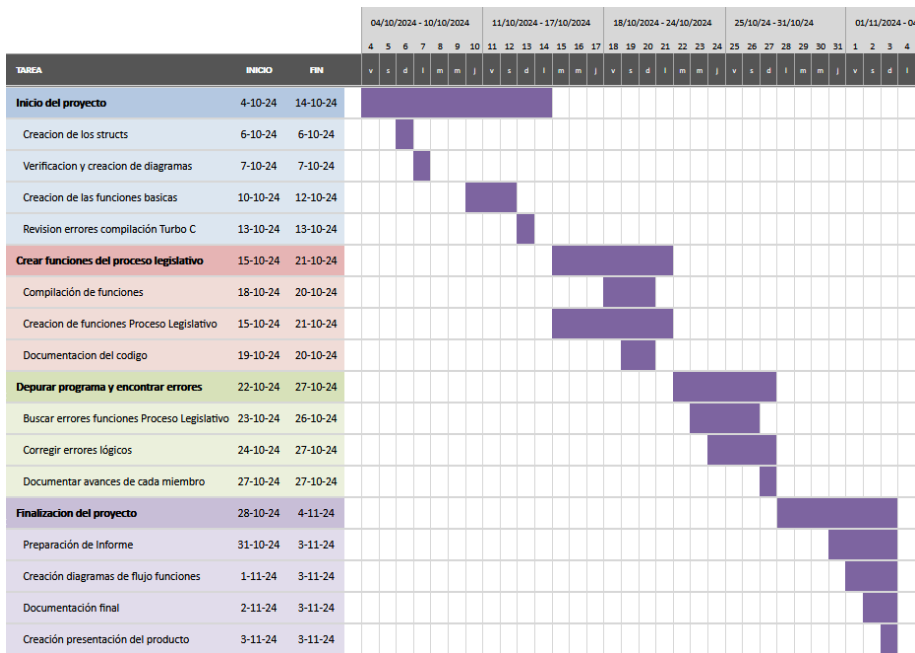 04/10/2024 - 10/10/2024 11/10/2024 - 17/10/2024 18/10/2024 - 24/10/2024 25/10/24 - 31/10/24 01/11/2024 - 04
4 5 6 7 8 9 10 11 12 13 14 15 16 17 18 19 20 21 22 23 24 25 26 27 28 29 30 31 1 2 3 4
TAREA INICIO FIN v s d l m m j v s d l m m j v s d l m m j v s d l m m j v s d l
Inicio del proyecto 4-10-24 14-10-24
Creacion de los structs 6-10-24 6-10-24
Verificacion y creacion de diagramas 7-10-24 7-10-24
Creacion de las funciones basicas 10-10-24 12-10-24
Revision errores compilación Turbo C 13-10-24 13-10-24
Crear funciones del proceso legislativo 15-10-24 21-10-24
Compilación de funciones 18-10-24 20-10-24
Creacion de funciones Proceso Legislativo 15-10-24 21-10-24
Documentacion del codigo 19-10-24 20-10-24
Depurar programa y encontrar errores 22-10-24 27-10-24
Buscar errores funciones Proceso Legislativo 23-10-24 26-10-24
Corregir errores lógicos 24-10-24 27-10-24
Documentar avances de cada miembro 27-10-24 27-10-24
Finalizacion del proyecto 28-10-24 4-11-24
Preparación de Informe 31-10-24 3-11-24
Creación diagramas de flujo funciones 1-11-24 3-11-24
Documentación final 2-11-24 3-11-24
Creación presentación del producto 3-11-24 3-11-24